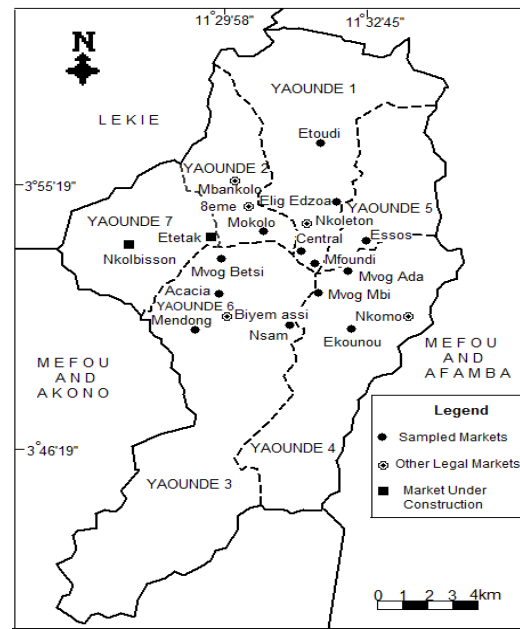 11°29'58"
11°32'45"
N
YAOUNDE 1
LEKIE
Etoudi
3°55'19"
YAOUNDE 2
Mbankolo
8eme
Elig Edzoa
YAOUNDE 5
Nkoleton
YAOUNDE 7
Etetak
Mokolo
Central
Essos
Nkolbisson
Mfoundi
Mvog Betsi
Mvog Ada
Acacia
Mvog Mbi
YAOUNDE 6
Biyem assi
Nkomo
Mendong
Nsam
Ekounou
MEFOU
AND
AKONO
MEFOU
AND
AFAMBA
Legend
Sampled Markets
Other Legal Markets
Market Under
Construction
3°46'19"
YAOUNDE 4
YAOUNDE 3
0 1 2 3 4km